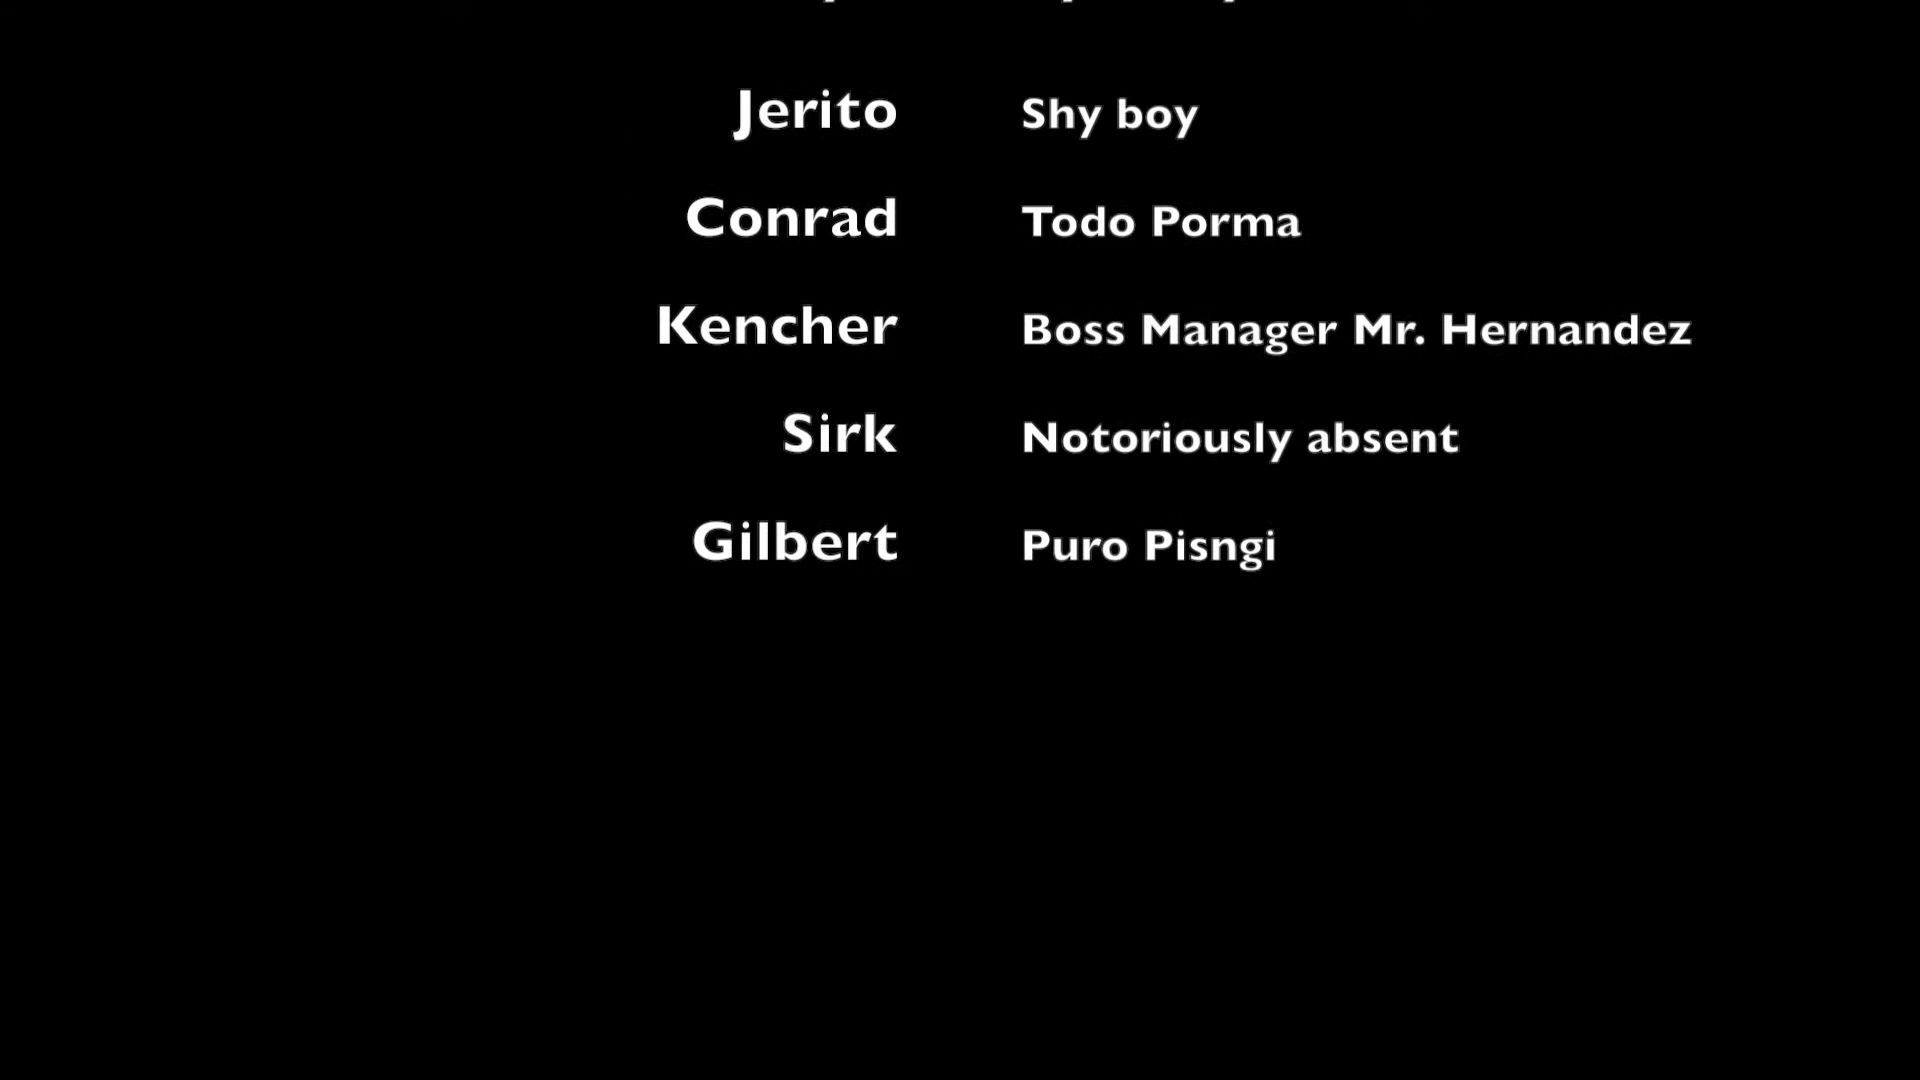 Jerito Shy boy
Conrad Todo Porma
Kencher Boss Manager Mr. Hernandez
Sirk Notoriously absent
Gilbert Puro Pisngi